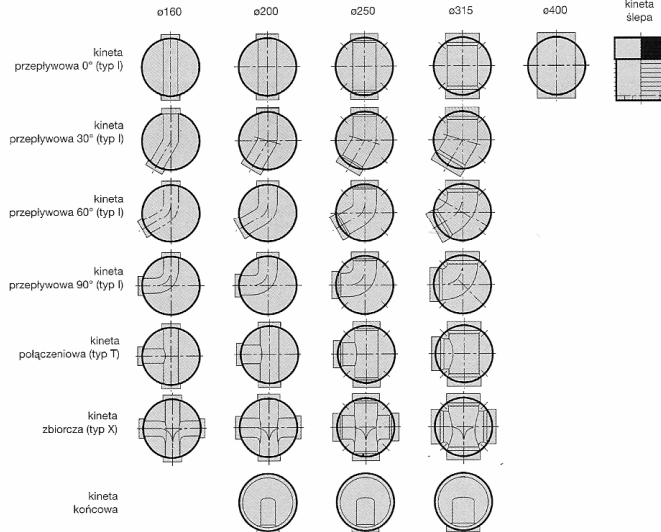 ø160
ø200
ø250
ø315
ø400
kineta
ślepa
kineta
przepływowa 0° (typ I)
kineta
przepływowa 30° (typ I)
kineta
przepływowa 60° (typ I)
kineta
przepływowa 90° (typ I)
kineta
połączeniowa (typ T)
kineta
zbiorcza (typ X)
kineta
końcowa